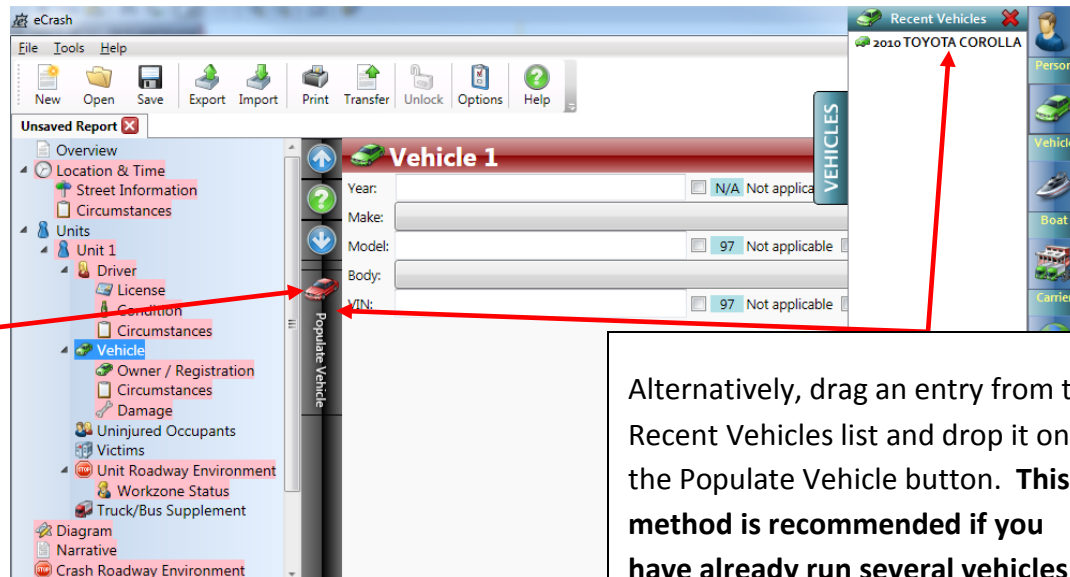 eCrash
File Tools Help
New Open Save Export Import Print Transfer Unlock Options Help
Unsaved Report
Overview
Location & Time
Street Information
Circumstances
Units
Unit 1
Driver
License
Condition
Circumstances
Vehicle
Owner / Registration
Circumstances
Damage
Uninjured Occupants
Victims
Unit Roadway Environment
Workzone Status
Truck/Bus Supplement
Diagram
Narrative
Crash Roadway Environment
Populate Vehicle
Vehicle 1
Year: N/A Not applica
Make:
Model: 97 Not applicable
Body:
VIN: 97 Not applicable
VEHICLES
Recent Vehicles
2010 TOYOTA COROLLA
Person
Vehicle
Boat
Carrier
Alternatively, drag an entry from t
Recent Vehicles list and drop it on
the Populate Vehicle button. This
method is recommended if you
have already run several vehicles